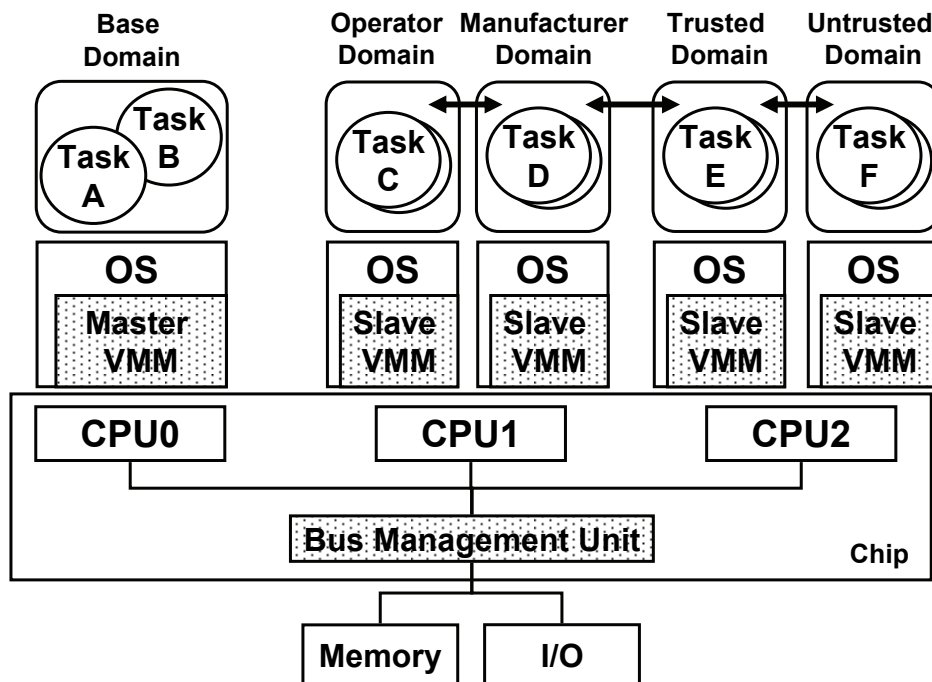 Base
Domain
Operator
Domain
Manufacturer
Domain
Trusted
Domain
Untrusted
Domain
Task
A
Task
B
Task
C
Task
D
Task
E
Task
F
OS
Master
VMM
OS
Slave
VMM
OS
Slave
VMM
OS
Slave
VMM
OS
Slave
VMM
CPU0
CPU1
CPU2
Bus Management Unit
Chip
Memory
I/O